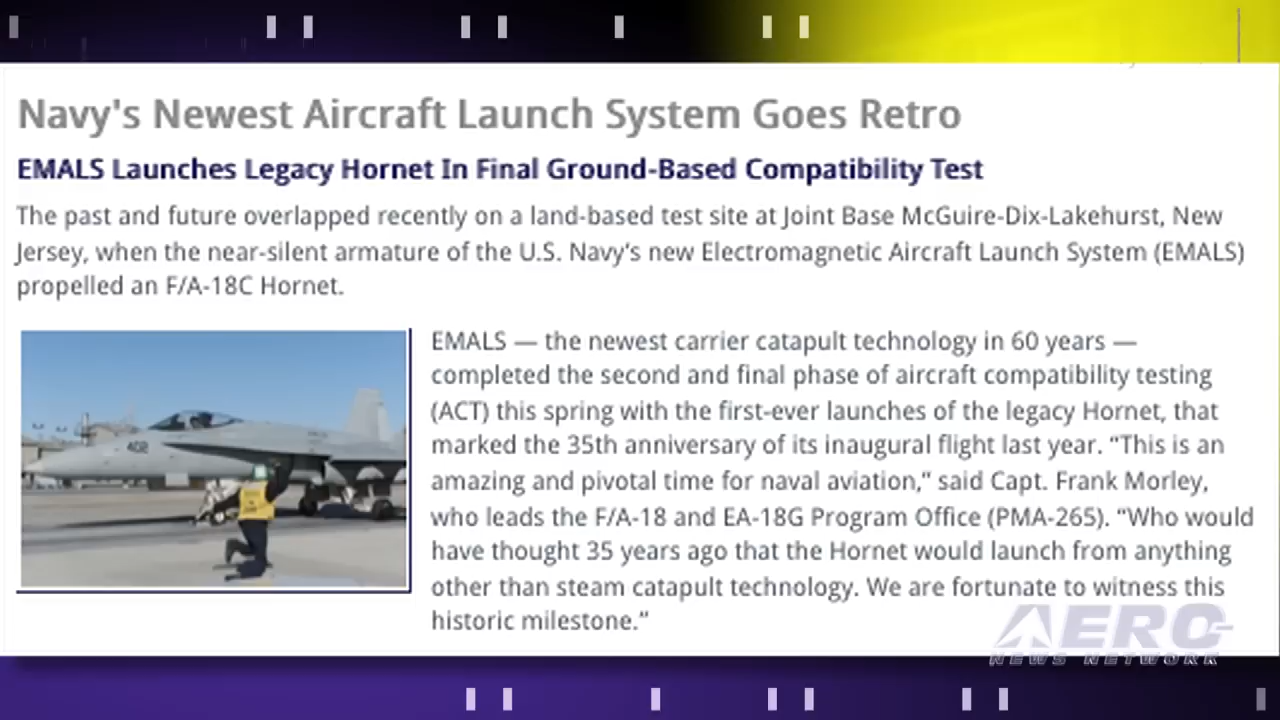 Navy's Newest Aircraft Launch System Goes Retro
EMALS Launches Legacy Hornet In Final Ground-Based Compatibility Test
The past and future overlapped recently on a land-based test site at Joint Base McGuire-Dix-Lakehurst, New
Jersey, when the near-silent armature of the U.S. Navy's new Electromagnetic Aircraft Launch System (EMALS)
propelled an F/A-18C Hornet.
EMALS — the newest carrier catapult technology in 60 years —
completed the second and final phase of aircraft compatibility testing
(ACT) this spring with the first-ever launches of the legacy Hornet, that
marked the 35th anniversary of its inaugural flight last year. “This is an
amazing and pivotal time for naval aviation,” said Capt. Frank Morley,
who leads the F/A-18 and EA-18G Program Office (PMA-265). “Who would
have thought 35 years ago that the Hornet would launch from anything
other than steam catapult technology. We are fortunate to witness this
historic milestone.”
402
AERO
NEWS NETWORK